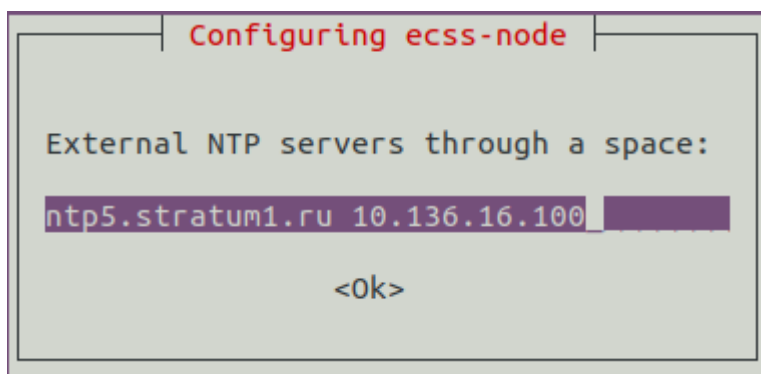 Configuring ecss-node
External NTP servers through a space:
ntp5.stratum1.ru 10.136.16.100_
<Ok>